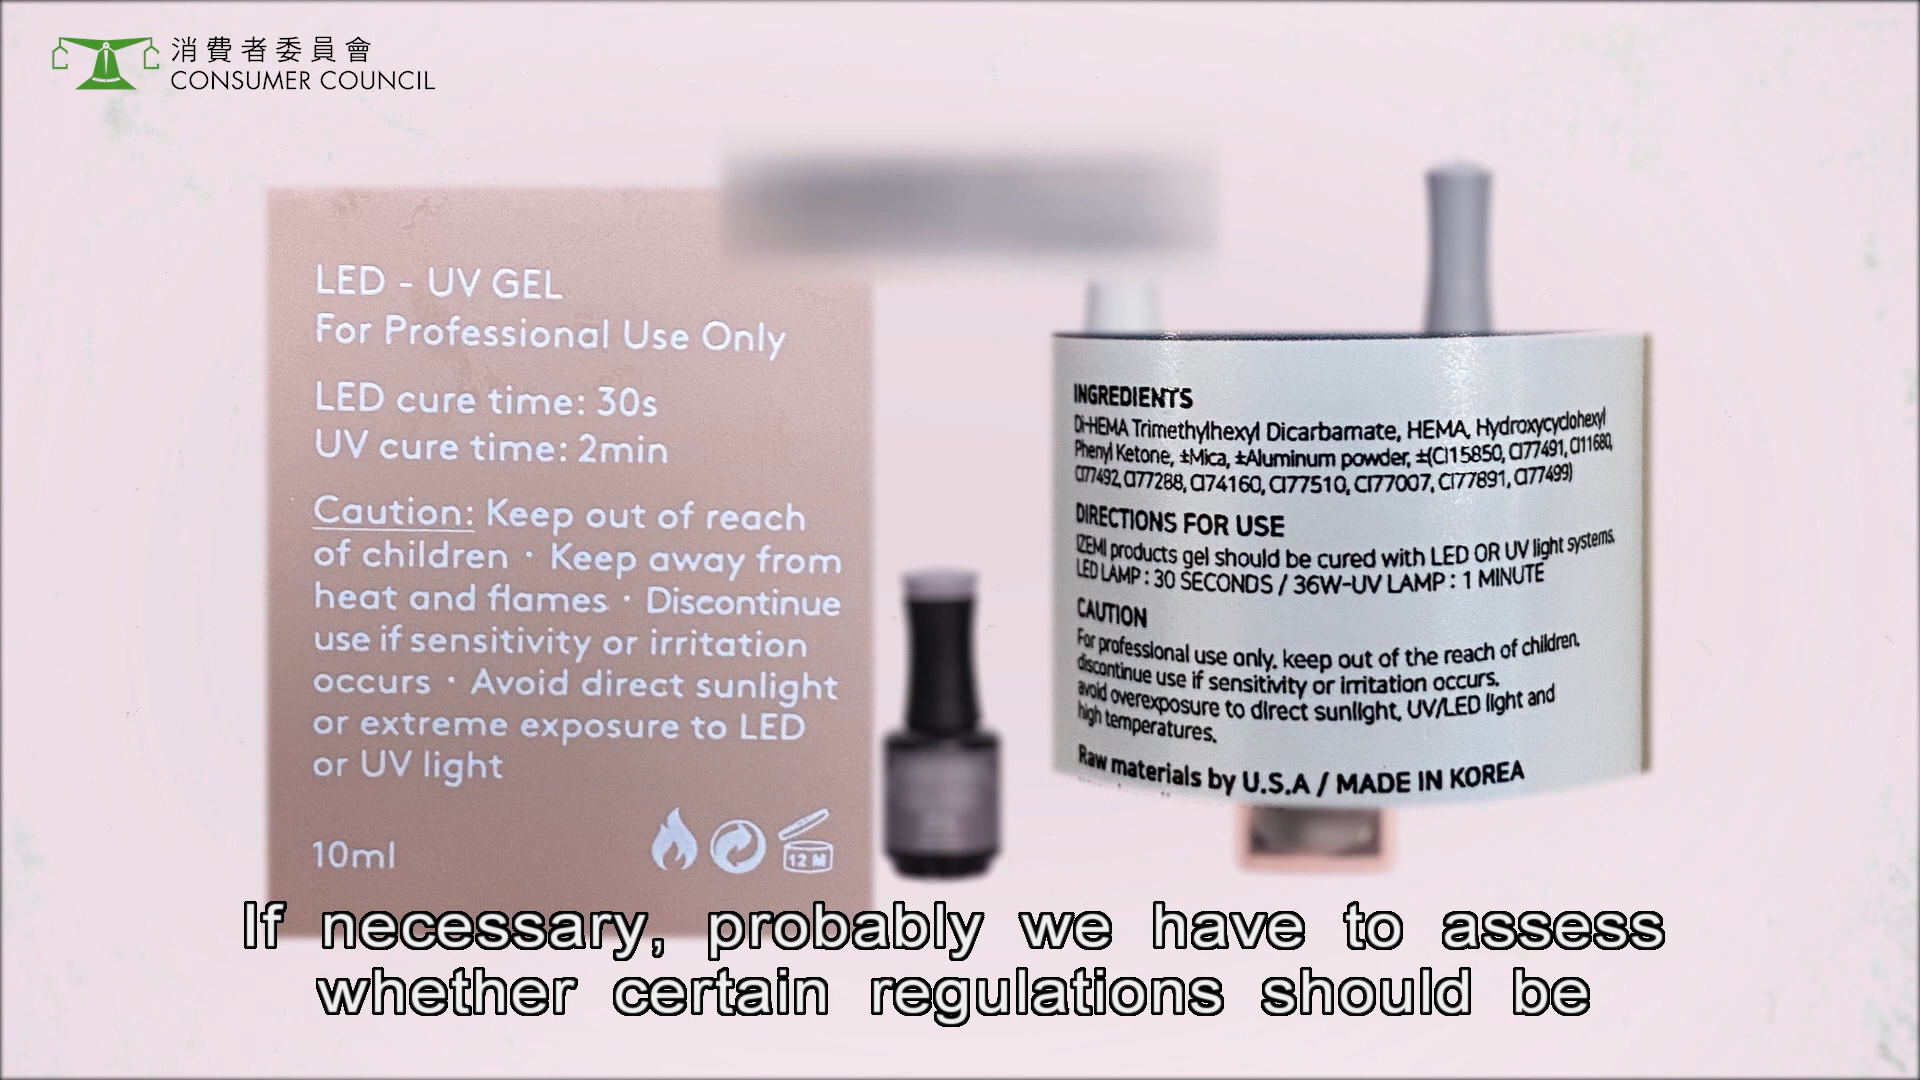 消費者委員會
CONSUMER COUNCIL
LED - UV GEL
For Professional Use Only
LED cure time: 30s
UV cure time: 2min
Caution: Keep out of reach
of children · Keep away from
heat and flames · Discontinue
use if sensitivity or irritation
occurs · Avoid direct sunlight
or extreme exposure to LED
or UV light
10ml
12 M
INGREDIENTS
Di-HEMA Trimethylhexyl Dicarbamate, HEMA, Hydroxycyclohexyl
Phenyl Ketone, ±Mica, ±Aluminum powder, ±(CI15850, CI77491, CI11680,
CI77492, CI77288, CI74160, CI77510, CI77007, CI77891, CI77499)
DIRECTIONS FOR USE
IZEMI products gel should be cured with LED OR UV light systems.
LED LAMP : 30 SECONDS / 36W-UV LAMP : 1 MINUTE
CAUTION
For professional use only. keep out of the reach of children.
discontinue use if sensitivity or irritation occurs.
avoid overexposure to direct sunlight, UV/LED light and
high temperatures.
Raw materials by U.S.A / MADE IN KOREA
If necessary, probably we have to assess
whether certain regulations should be